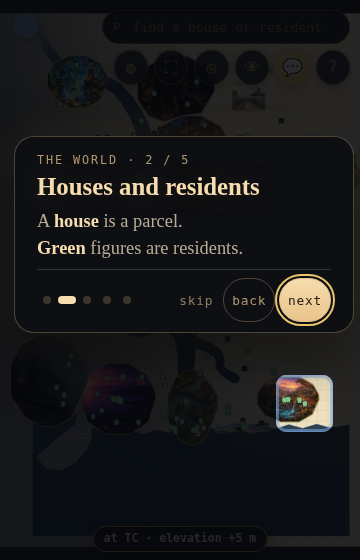 find a house or resident
?
THE WORLD · 2 / 5
Houses and residents
A house is a parcel.
Green figures are residents.
skip
back
next
at TC · elevation +5 m